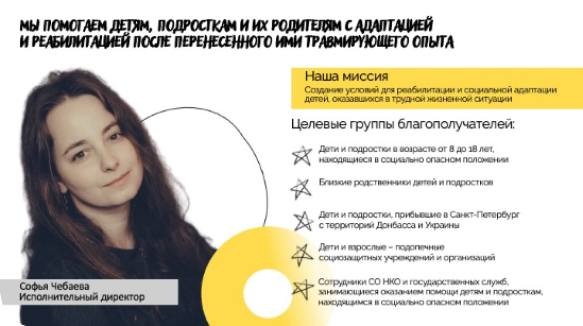 МЫ ПОМОГАЕМ ДЕТЯМ, ПОДРОСТКАМ И ИХ РОДИТЕЛЯМ С АДАПТАЦИЕЙ
И РЕАБИЛИТАЦИЕЙ ПОСЛЕ ПЕРЕНЕСЕННОГО ИМИ ТРАВМИРУЮЩЕГО ОПЫТА
Наша миссия
Создание условий для реабилитации и социальной адаптации
детей, оказавшихся в трудной жизненной ситуации
Целевые группы благополучателей:
Дети и подростки в возрасте от 8 до 18 лет,
находящиеся в социально опасном положении
Близкие родственники детей и подростков
Дети и подростки, прибывшие в Санкт-Петербург
с территорий Донбасса и Украины
Дети и взрослые – подопечные
социозащитных учреждений и организаций
Сотрудники СО НКО и государственных служб,
занимающиеся оказанием помощи детям и подросткам,
находимся в социально опасном положении
Софья Чебаева
Исполнительный директор